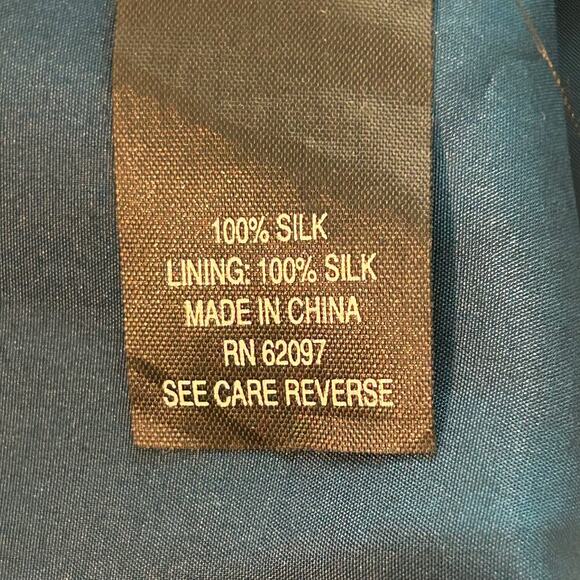 100% SILK
LINING: 100% SILK
MADE IN CHINA
RN 62097
SEE CARE REVERSE